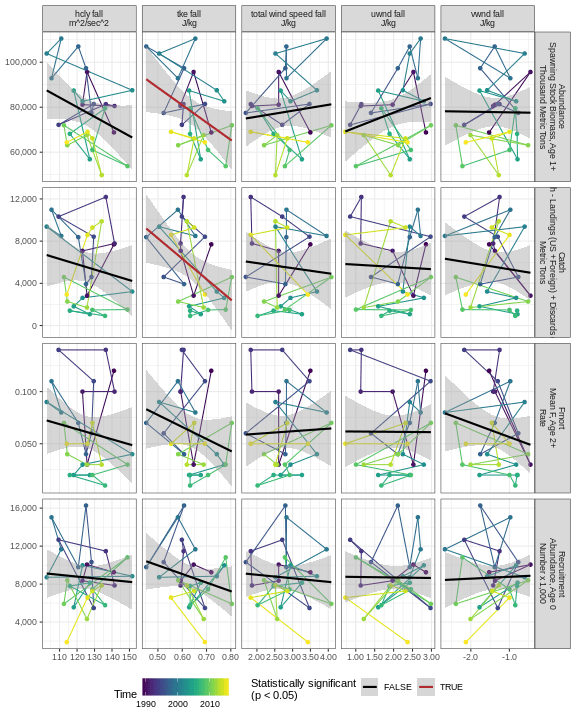 hdly fall
m^2/sec^2
tke fall
J/kg
total wind speed fall
J/kg
uwnd fall
J/kg
vwnd fall
J/kg
100,000
80,000
60,000
Abundance
Spawning Stock Biomass, Age 1+
Thousand Metric Tons
12,000
8,000
4,000
0
Catch
h - Landings (US +Foreign) + Discards
Metric Tons
0.100
0.050
Fmort
Mean F, Age 2+
Rate
16,000
12,000
8,000
4,000
Recruitment
Abundance, Age 0
Number x 1,000
110 120 130 140 150
0.50 0.60 0.70 0.80
2.00 2.50 3.00 3.50 4.00
1.00 1.50 2.00 2.50 3.00
-2.0 -1.0
Time
1990 2000 2010
Statistically significant
(p < 0.05)
FALSE
TRUE